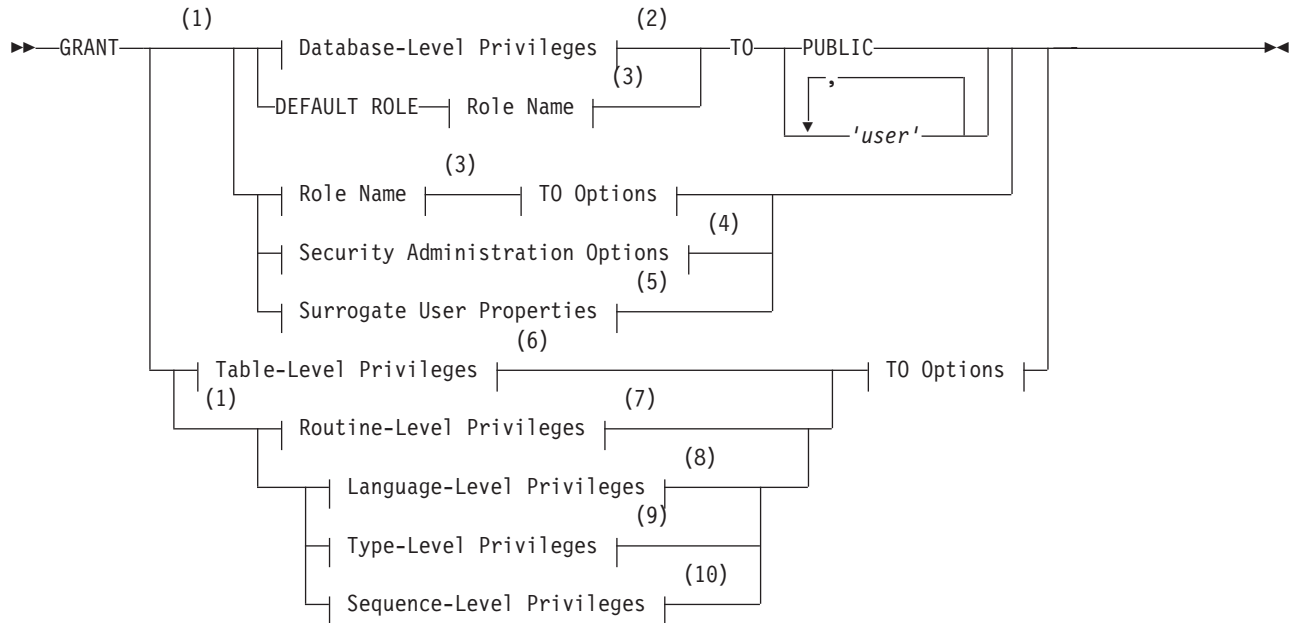 (1) (2)
GRANT Database-Level Privileges TO PUBLIC
(3) ,
DEFAULT ROLE Role Name 'user'
(3)
Role Name TO Options
(4)
Security Administration Options
(5)
Surrogate User Properties
(6)
Table-Level Privileges TO Options
(1) (7)
Routine-Level Privileges
(8)
Language-Level Privileges
(9)
Type-Level Privileges
(10)
Sequence-Level Privileges